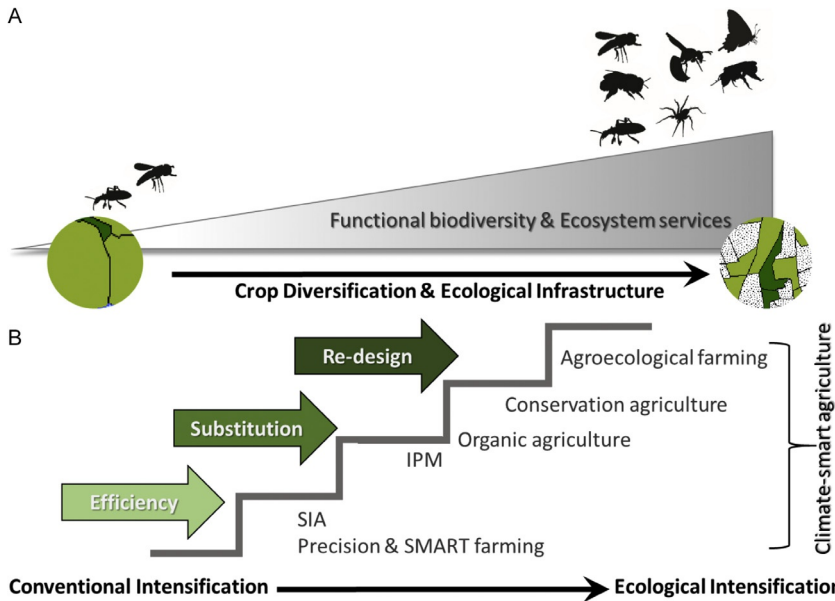 A
Functional biodiversity & Ecosystem services
Crop Diversification & Ecological Infrastructure
B
Re-design
Agroecological farming
Substitution
Conservation agriculture
Organic agriculture
IPM
Efficiency
SIA
Precision & SMART farming
Climate-smart agriculture
Conventional Intensification
Ecological Intensification